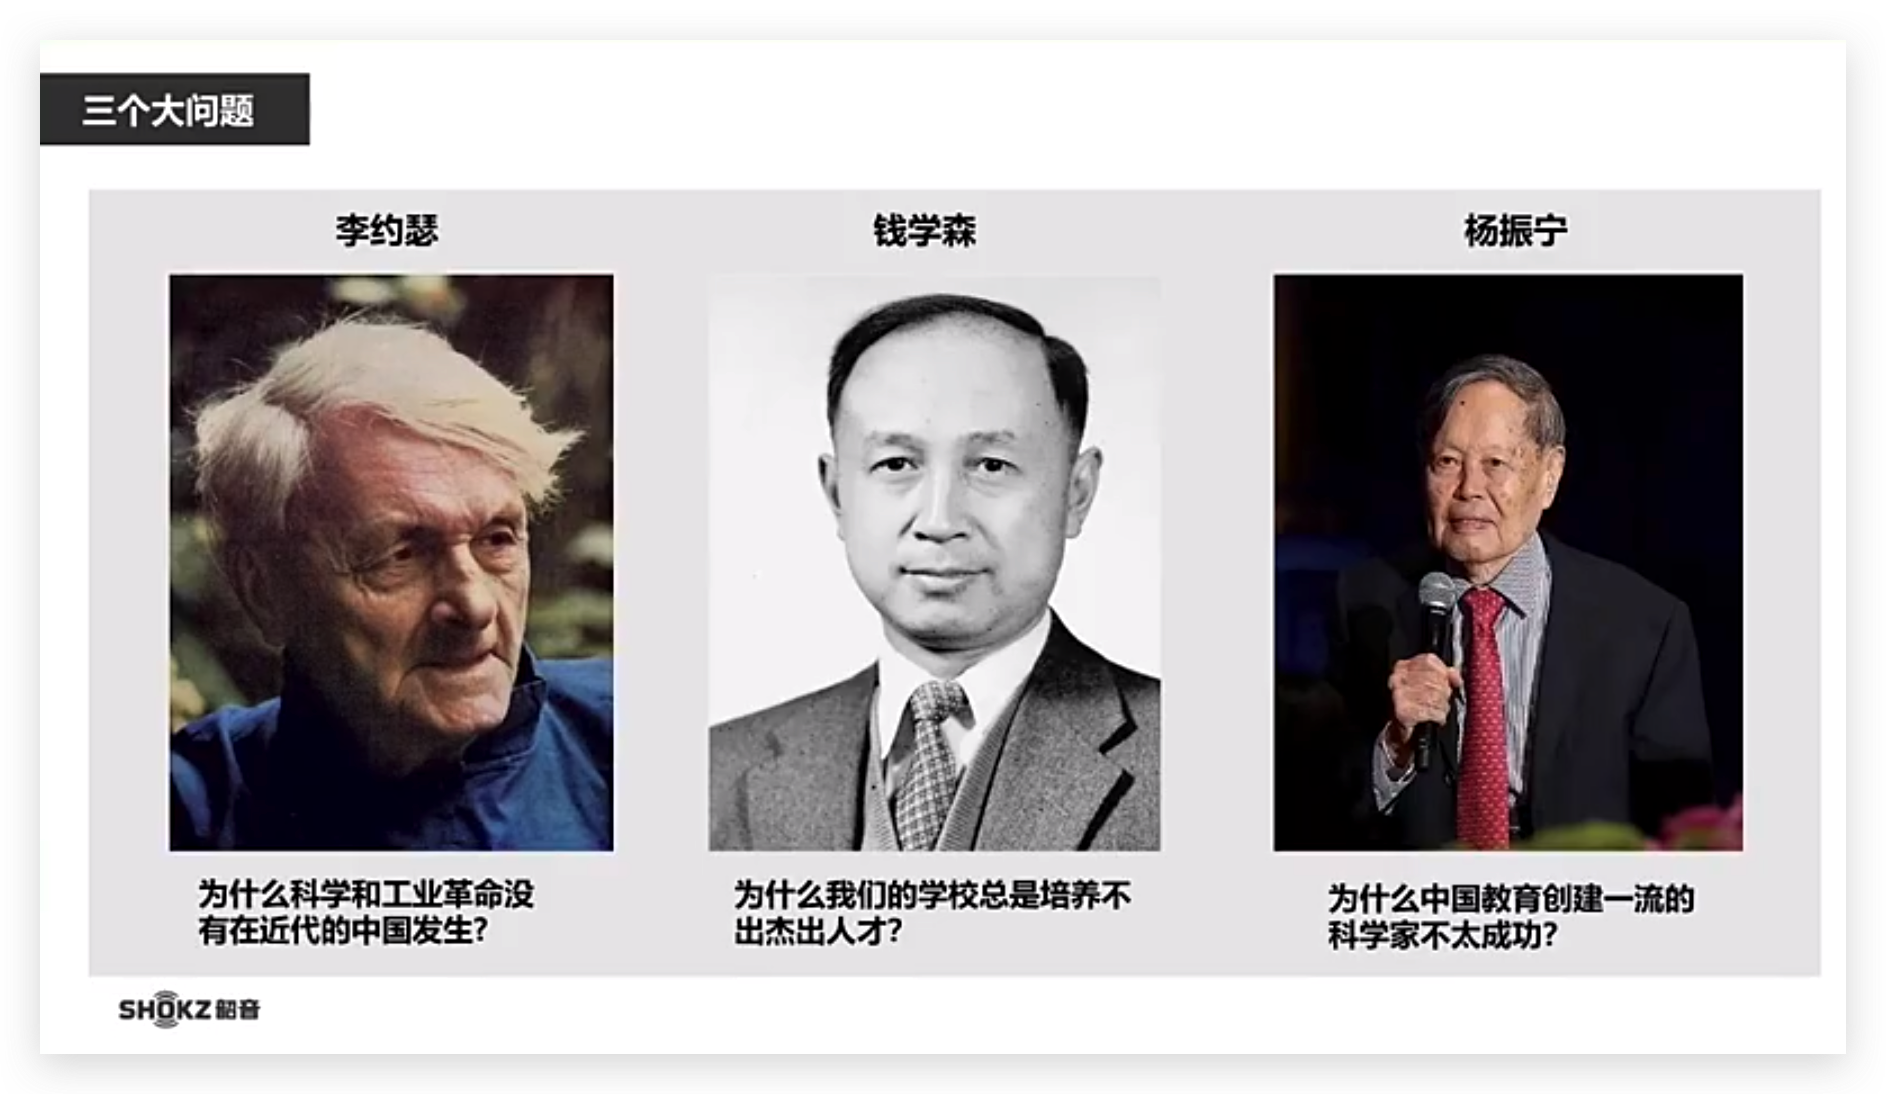 三个大问题
李约瑟
钱学森
杨振宁
为什么科学和工业革命没
有在近代的中国发生?
为什么我们的学校总是培养不
出杰出人才?
为什么中国教育创建一流的
科学家不太成功?
SHOKZ 韶音